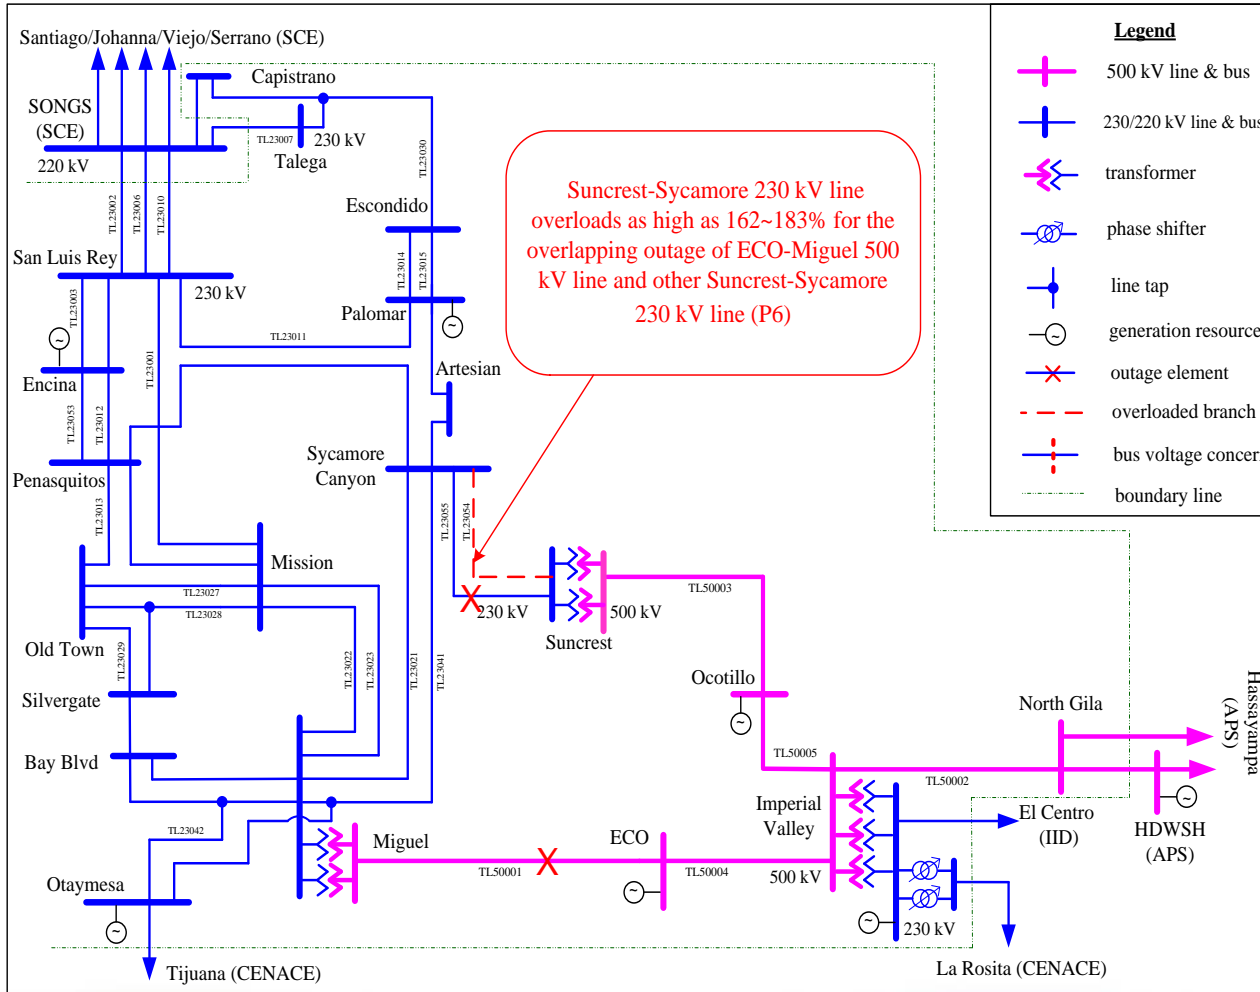 Santiago/Johanna/Viejo/Serrano (SCE)
Capistrano
SONGS
(SCE)
220 kV
TL23007
230 kV
Talega
TL23002
TL23006
TL23010
TL23030
Escondido
San Luis Rey
230 kV
TL23014
TL23015
Palomar
~
TL23003
TL23001
TL23011
~
Encina
Artesian
TL23053
TL23012
Penasquitos
Sycamore
Canyon
TL23013
TL23055
TL23054
Mission
TL23027
TL23028
Old Town
TL23029
Silvergate
Bay Blvd
TL23022
TL23023
TL23021
TL23041
TL23042
Otaymesa
~
Tijuana (CENACE)
Miguel
TL50001
ECO
~
TL50004
Suncrest-Sycamore 230 kV line
overloads as high as 162~183% for the
overlapping outage of ECO-Miguel 500
kV line and other Suncrest-Sycamore
230 kV line (P6)
230 kV
500 kV
Suncrest
TL50003
Ocotillo
~
TL50005
TL50002
Imperial
Valley
500 kV
~
230 kV
North Gila
El Centro
(IID)
La Rosita (CENACE)
~
HDWSH
(APS)
Hassayampa
(APS)
Legend
500 kV line & bus
230/220 kV line & bus
transformer
phase shifter
line tap
~
generation resource
outage element
overloaded branch
bus voltage concer
boundary line